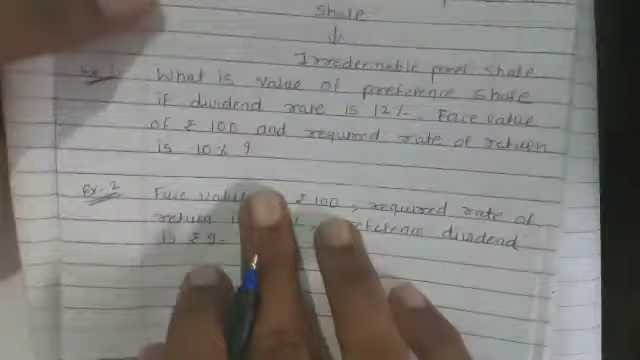 share
Irredeemable pref share
Ex. 1 What is value of preference share
if dividend rate is 12%. Face value
of ₹ 100 and required rate of return
is 10% ?
Ex. 2 Face value ₹ 100, required rate of
return preference dividend
is ₹ 9.